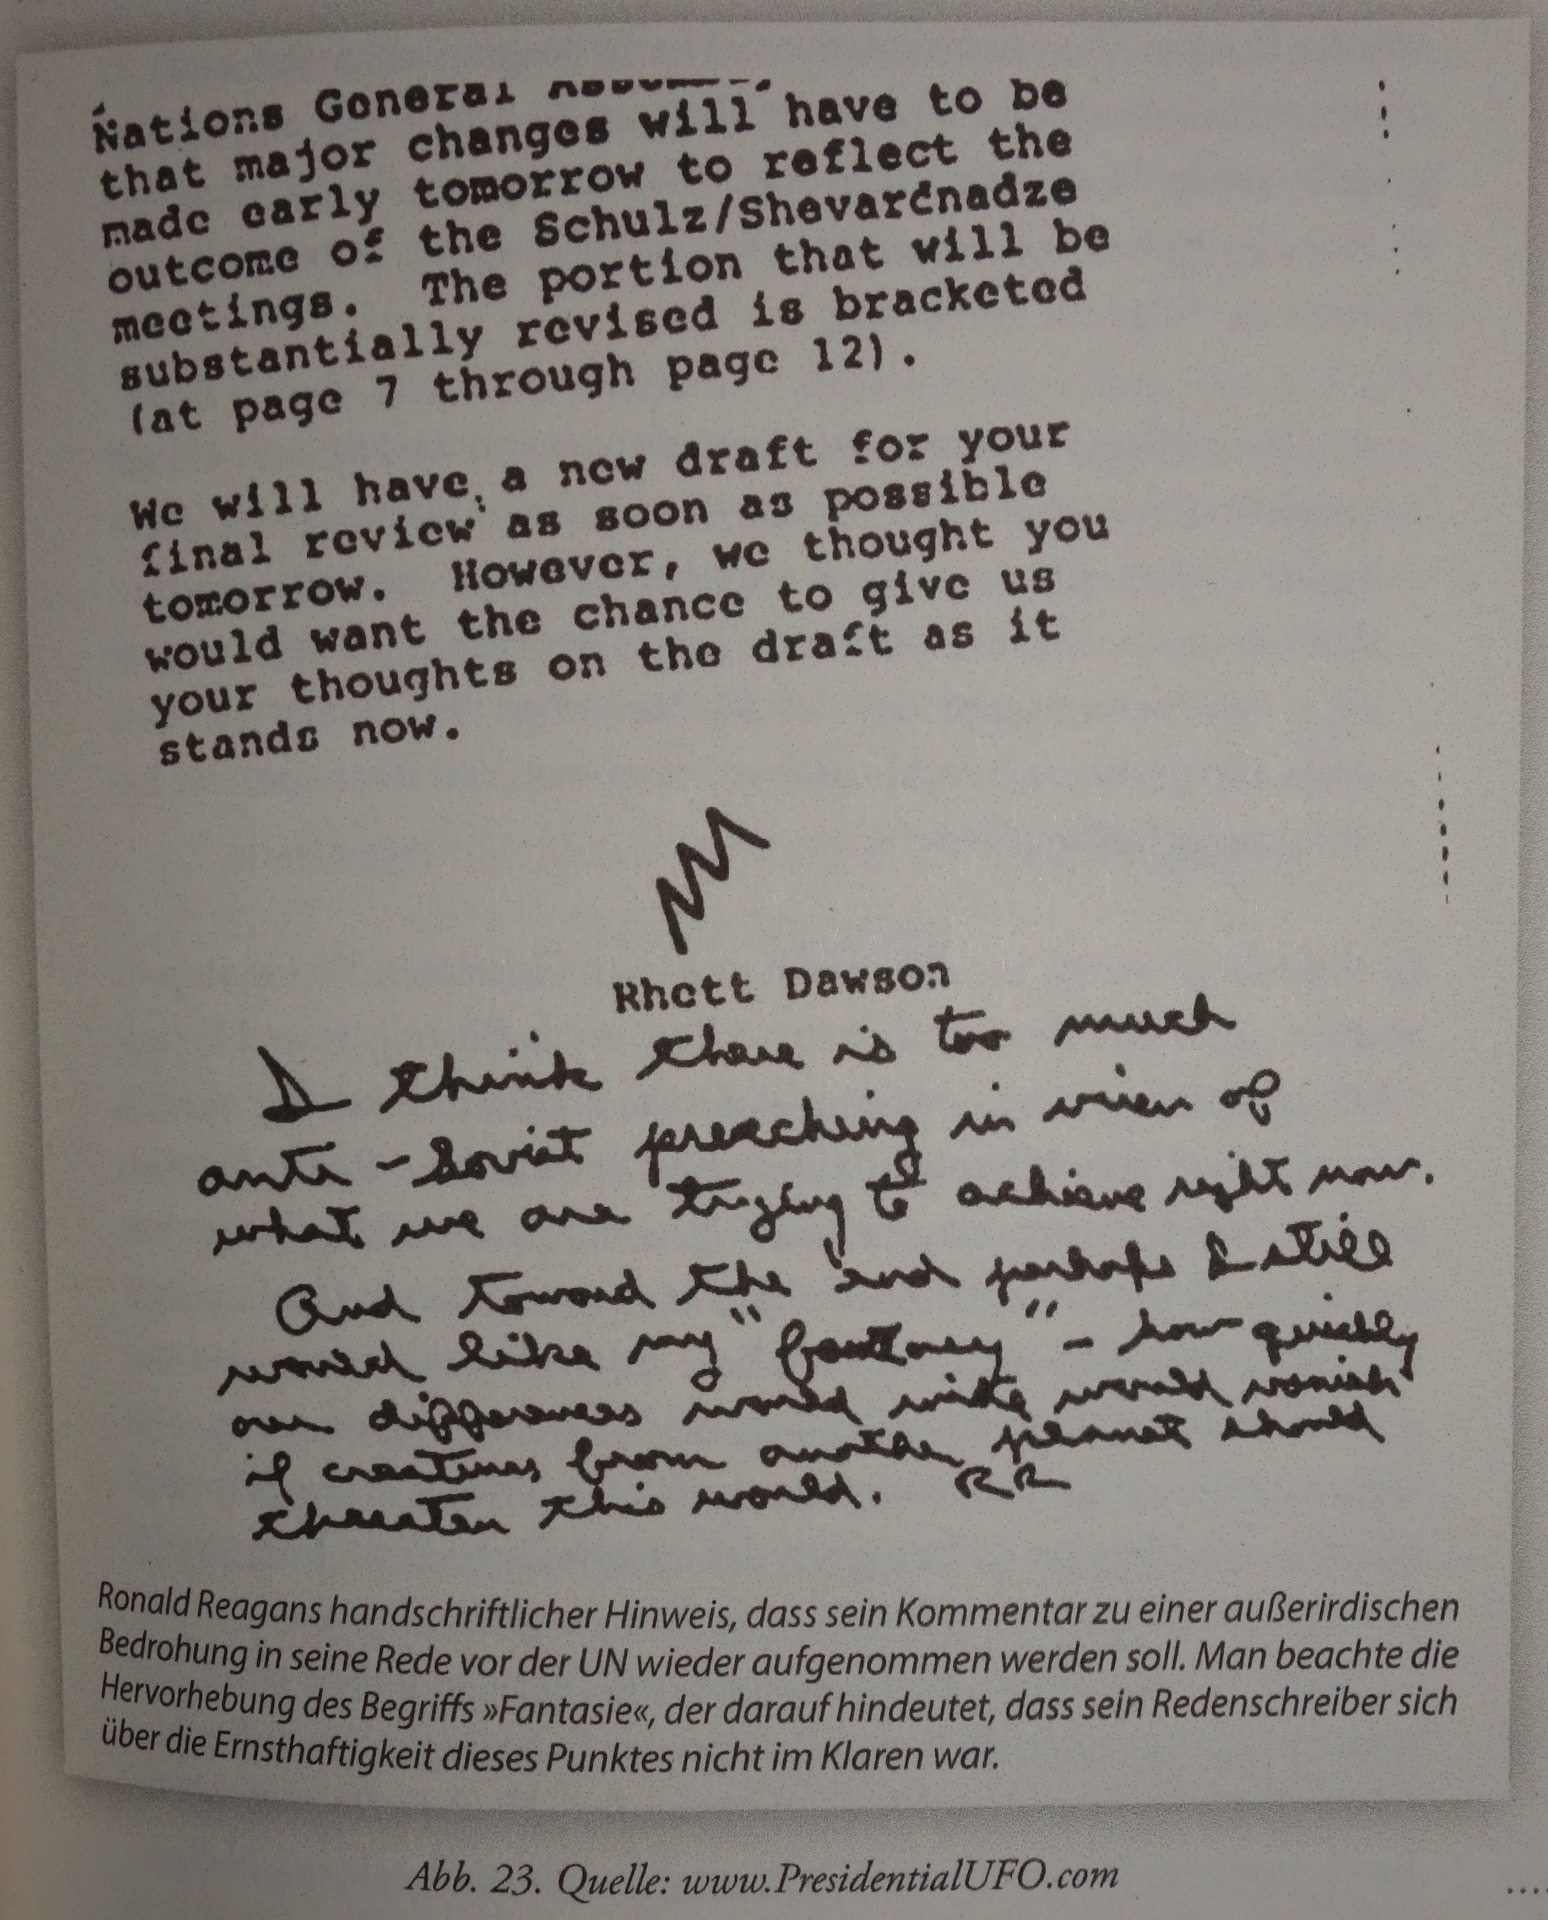 Nations General
that major changes will have to be
made early tomorrow to reflect the
outcome of the Schulz/Shevardnadze
meetings. The portion that will be
substantially revised is bracketed
(at page 7 through page 12).
We will have a new draft for your
final review as soon as possible
tomorrow. However, we thought you
would want the chance to give us
your thoughts on the draft as it
stands now.
Rhett Dawson
I think there is too much
anti-Soviet preaching in view of
what we are trying to achieve right now.
And toward the end perhaps I still
would like my "fantasy" - how quickly
our differences world wide would vanish
if creatures from another planet should
threaten this world. RR
Ronald Reagans handschriftlicher Hinweis, dass sein Kommentar zu einer außerirdischen
Bedrohung in seine Rede vor der UN wieder aufgenommen werden soll. Man beachte die
Hervorhebung des Begriffs »Fantasie«, der darauf hindeutet, dass sein Redenschreiber sich
über die Ernsthaftigkeit dieses Punktes nicht im Klaren war.
Abb. 23. Quelle: www.PresidentialUFO.com